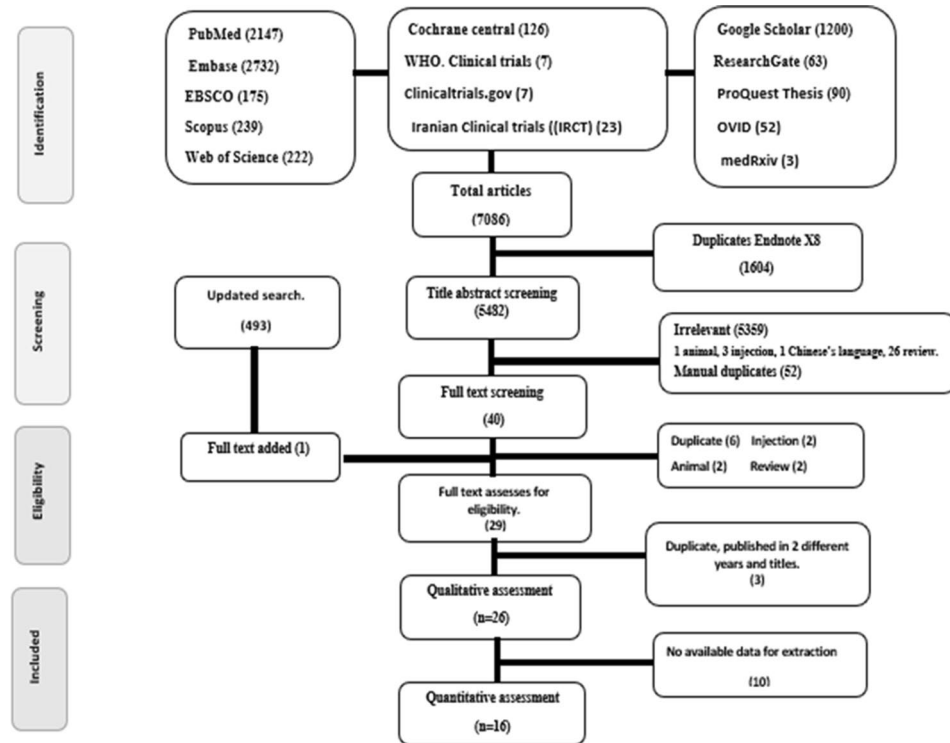 Identification
PubMed (2147)
Embase (2732)
EBSCO (175)
Scopus (239)
Web of Science (222)
Cochrane central (126)
WHO. Clinical trials (7)
Clinicaltrials.gov (7)
Iranian Clinical trials ((IRCT) (23)
Google Scholar (1200)
ResearchGate (63)
ProQuest Thesis (90)
OVID (52)
medRxiv (3)
Total articles
(7086)
Screening
Duplicates Endnote X8
(1604)
Updated search.
(493)
Title abstract screening
(5482)
Irrelevant (5359)
1 animal, 3 injection, 1 Chinese's language, 26 review.
Manual duplicates (52)
Full text screening
(40)
Eligibility
Full text added (1)
Duplicate (6) Injection (2)
Animal (2) Review (2)
Full text assesses for
eligibility.
(29)
Duplicate, published in 2 different
years and titles.
(3)
Included
Qualitative assessment
(n=26)
No available data for extraction
(10)
Quantitative assessment
(n=16)